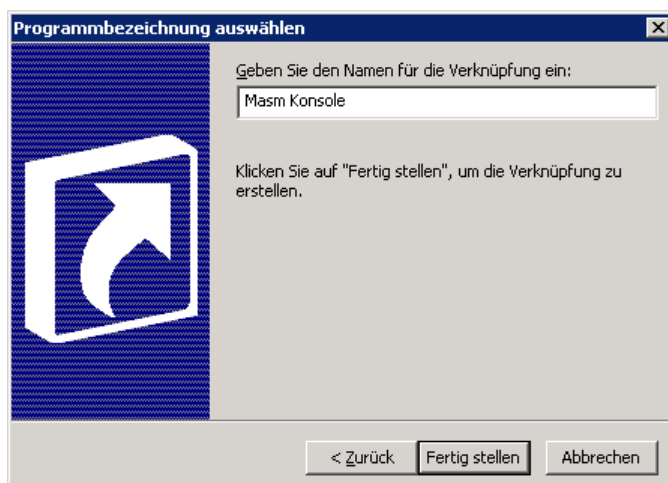 Programmbezeichnung auswählen
Geben Sie den Namen für die Verknüpfung ein:
Masm Konsole
Klicken Sie auf "Fertig stellen", um die Verknüpfung zu
erstellen.
< Zurück Fertig stellen Abbrechen